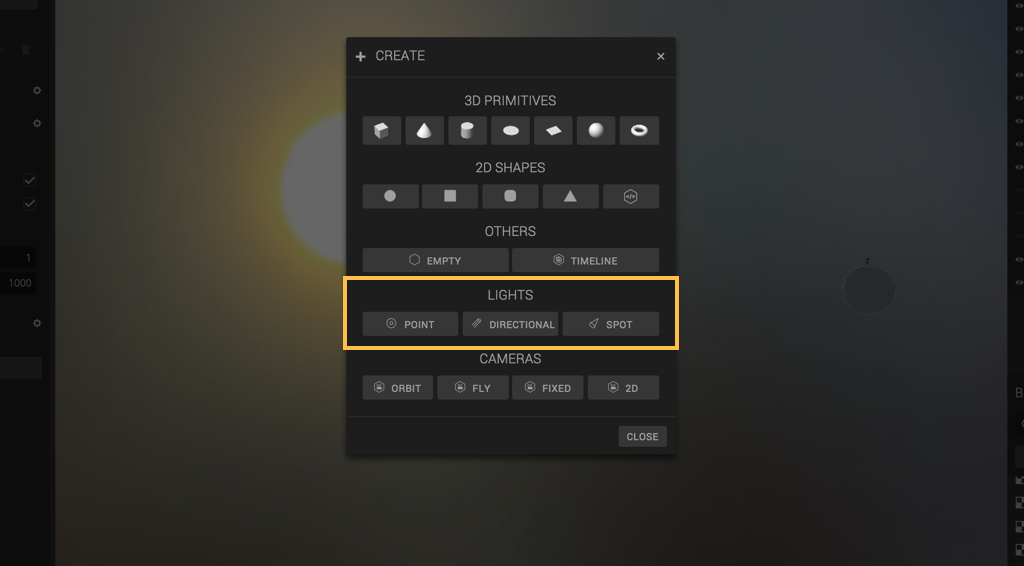 CREATE
3D PRIMITIVES
2D SHAPES
</>
OTHERS
EMPTY TIMELINE
LIGHTS
POINT DIRECTIONAL SPOT
CAMERAS
ORBIT FLY FIXED 2D
CLOSE
1
1000
B